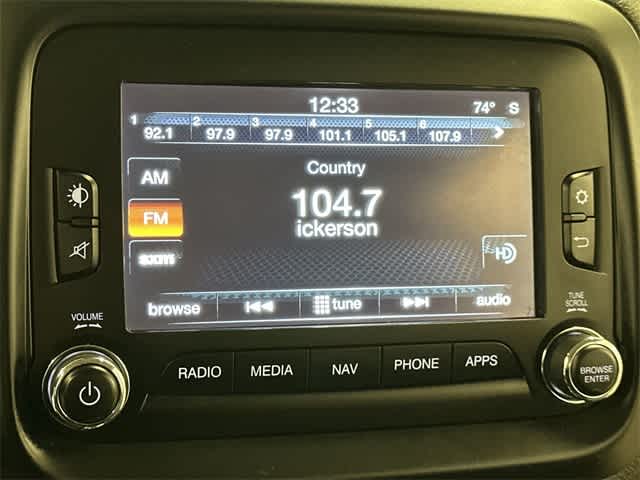 12:33 74° S
1 2 3 4 5 6
92.1 97.9 97.9 101.1 105.1 107.9
Country
AM
104.7
FM
ickerson
sxm
HD
browse tune audio
VOLUME
TUNE
SCROLL
RADIO MEDIA NAV PHONE APPS
BROWSE
ENTER